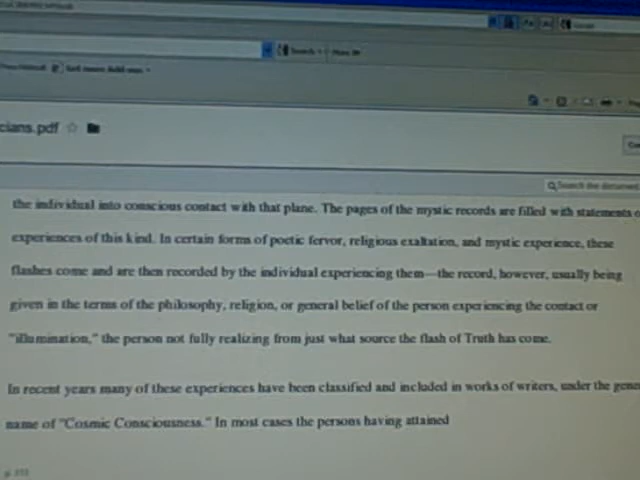 cians.pdf
Search the document
the individual into conscious contact with that plane. The pages of the mystic records are filled with statements o
experiences of this kind. In certain forms of poetic fervor, religious exaltation, and mystic experience, these
flashes come and are then recorded by the individual experiencing them—the record, however, usually being
given in the terms of the philosophy, religion, or general belief of the person experiencing the contact or
"illumination," the person not fully realizing from just what source the flash of Truth has come.
In recent years many of these experiences have been classified and included in works of writers, under the gene
name of "Cosmic Consciousness." In most cases the persons having attained